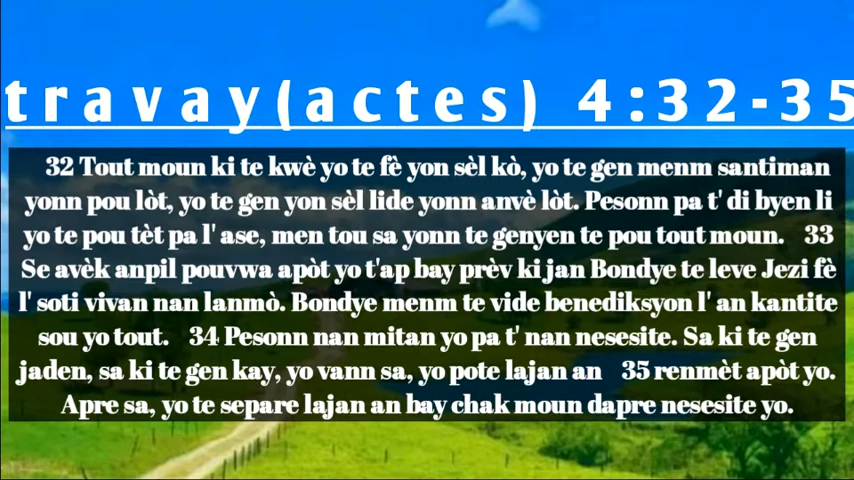 travay(actes) 4:32-35
32 Tout moun ki te kwè yo te fè yon sèl kò, yo te gen menm santiman
yonn pou lòt, yo te gen yon sèl lide yonn anvè lòt. Pesonn pa t' di byen li
yo te pou tèt pa l' ase, men tou sa yonn te genyen te pou tout moun. 33
Se avèk anpil pouvwa apòt yo t'ap bay prèv ki jan Bondye te leve Jezi fè
l' soti vivan nan lanmò. Bondye menm te vide benediksyon l' an kantite
sou yo tout. 34 Pesonn nan mitan yo pa t' nan nesesite. Sa ki te gen
jaden, sa ki te gen kay, yo vann sa, yo pote lajan an 35 renmèt apòt yo.
Apre sa, yo te separe lajan an bay chak moun dapre nesesite yo.